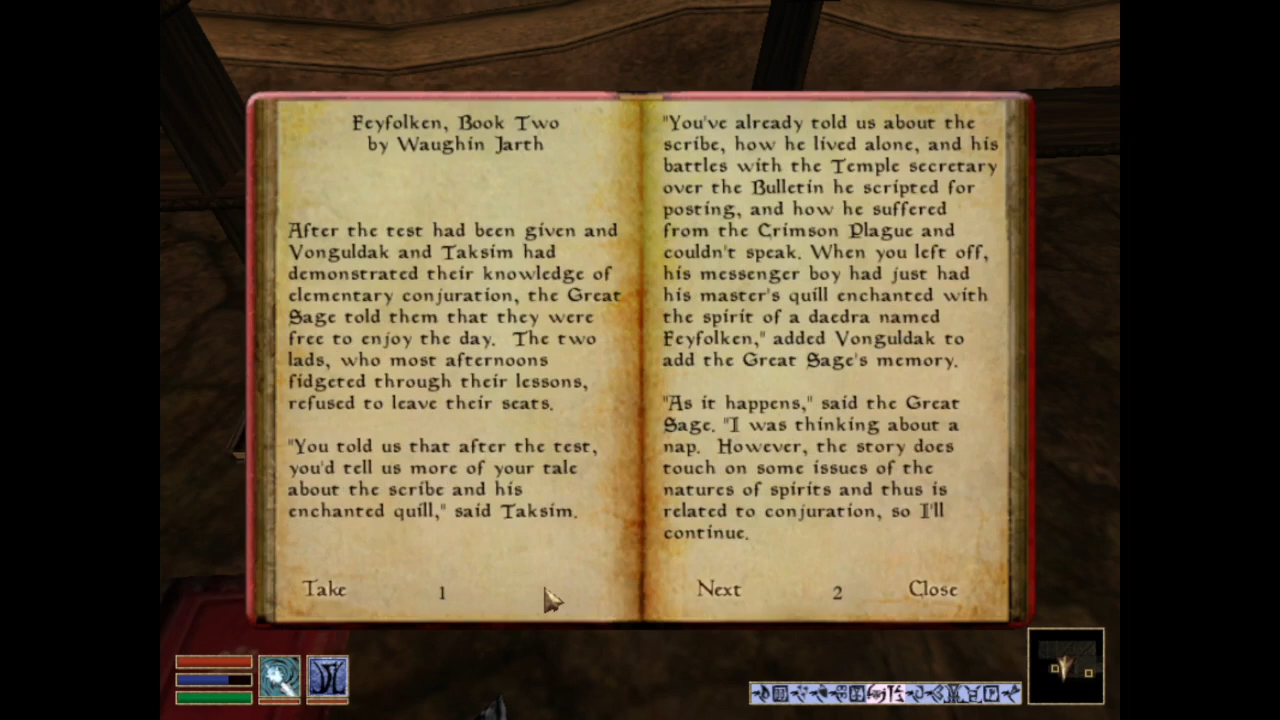 Feyfolken, Book Two
by Waughin Jarth
After the test had been given and
Vonguldak and Taksim had
demonstrated their knowledge of
elementary conjuration, the Great
Sage told them that they were
free to enjoy the day.  The two
lads, who most afternoons
fidgeted through their lessons,
refused to leave their seats.
"You told us that after the test,
you'd tell us more of your tale
about the scribe and his
enchanted quill," said Taksim.
"You've already told us about the
scribe, how he lived alone, and his
battles with the Temple secretary
over the Bulletin he scripted for
posting, and how he suffered
from the Crimson Plague and
couldn't speak. When you left off,
his messenger boy had just had
his master's quill enchanted with
the spirit of a daedra named
Feyfolken," added Vonguldak to
add the Great Sage's memory.
"As it happens," said the Great
Sage. "I was thinking about a
nap.  However, the story does
touch on some issues of the
natures of spirits and thus is
related to conjuration, so I'll
continue.
Take 1 Next 2 Close